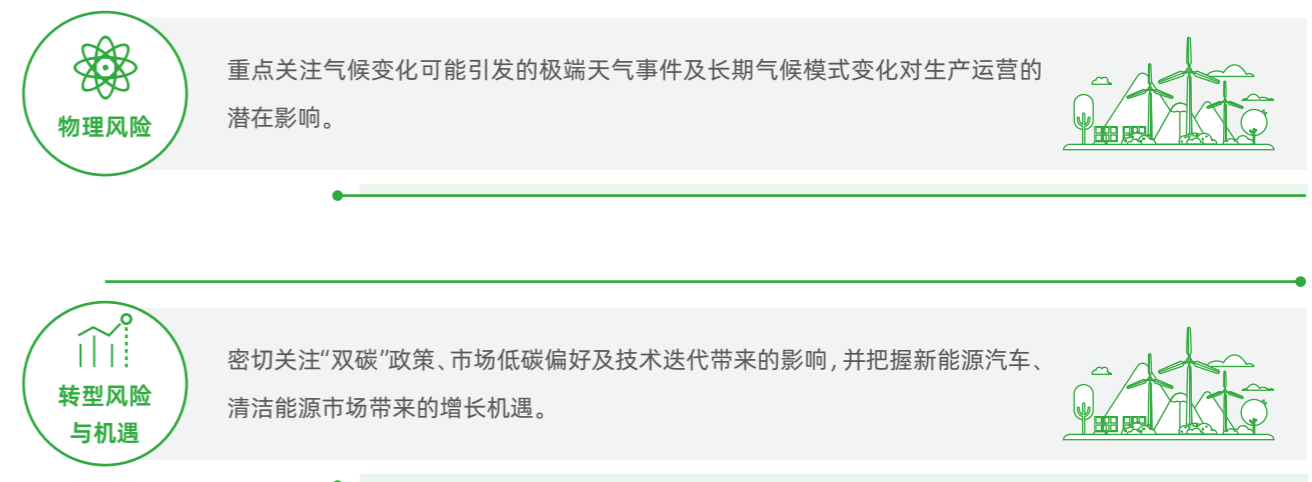 物理风险
重点关注气候变化可能引发的极端天气事件及长期气候模式变化对生产运营的
潜在影响。
转型风险
与机遇
密切关注“双碳”政策、市场低碳偏好及技术迭代带来的影响，并把握新能源汽车、
清洁能源市场带来的增长机遇。